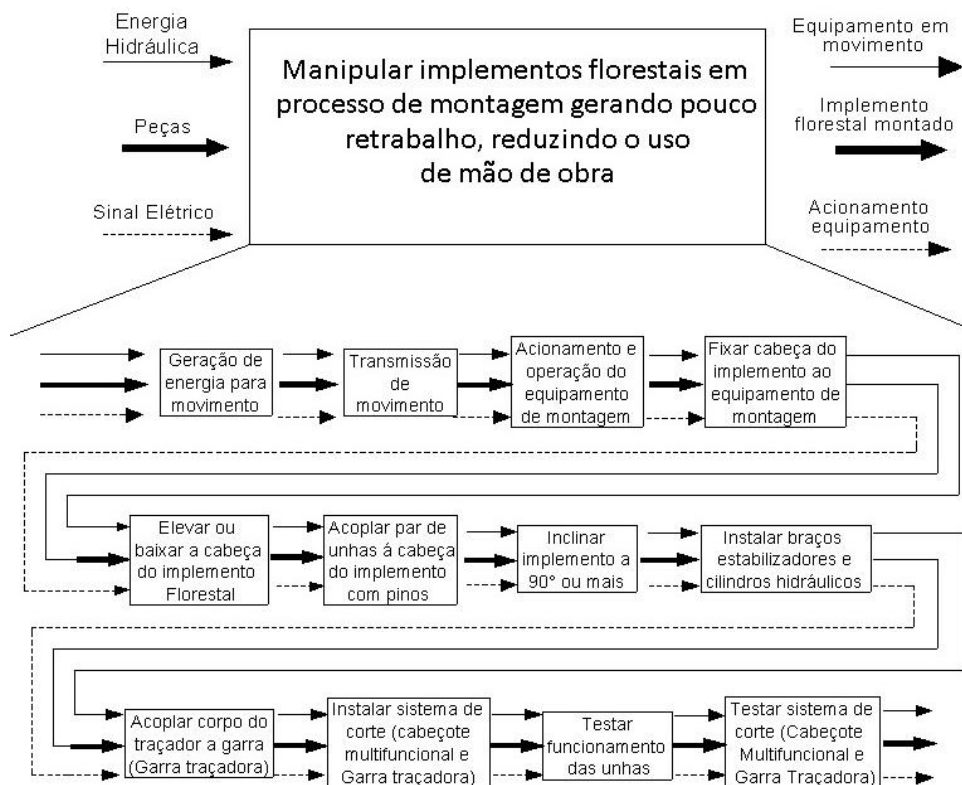 Energia
Hidráulica
Peças
Sinal Elétrico
Manipular implementos florestais em
processo de montagem gerando pouco
retrabalho, reduzindo o uso
de mão de obra
Equipamento em
movimento
Implemento
florestal montado
Acionamento
equipamento
Geração de
energia para
movimento
Transmissão
de
movimento
Acionamento e
operação do
equipamento
de montagem
Fixar cabeça do
implemento ao
equipamento de
montagem
Elevar ou
baixar a cabeça
do implemento
Florestal
Acoplar par de
unhas á cabeça
do implemento
com pinos
Inclinar
implemento a
90° ou mais
Instalar braços
estabilizadores e
cilindros hidráulicos
Acoplar corpo do
traçador a garra
(Garra traçadora)
Instalar sistema de
corte (cabeçote
multifuncional e
Garra traçadora)
Testar
funcionamento
das unhas
Testar sistema de
corte (Cabeçote
Multifuncional e
Garra Traçadora)